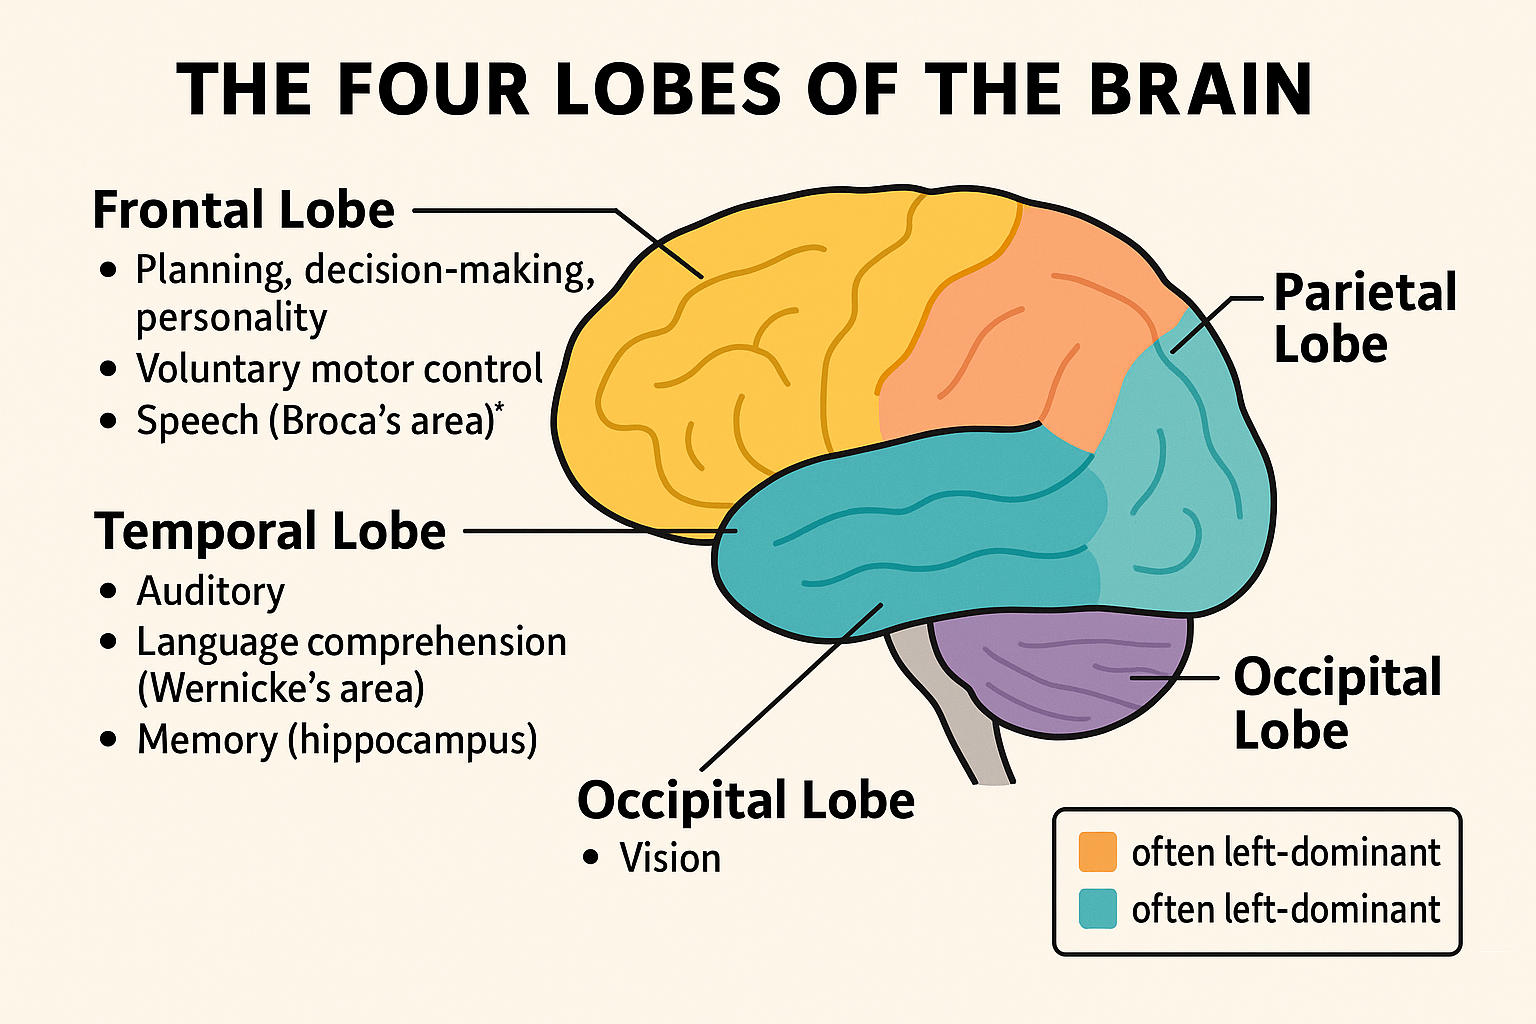 THE FOUR LOBES OF THE BRAIN
Frontal Lobe
• Planning, decision-making,
personality
• Voluntary motor control
• Speech (Broca's area)*
Temporal Lobe
• Auditory
• Language comprehension
(Wernicke's area)
• Memory (hippocampus)
Parietal
Lobe
Occipital
Lobe
Occipital Lobe
• Vision
often left-dominant
often left-dominant